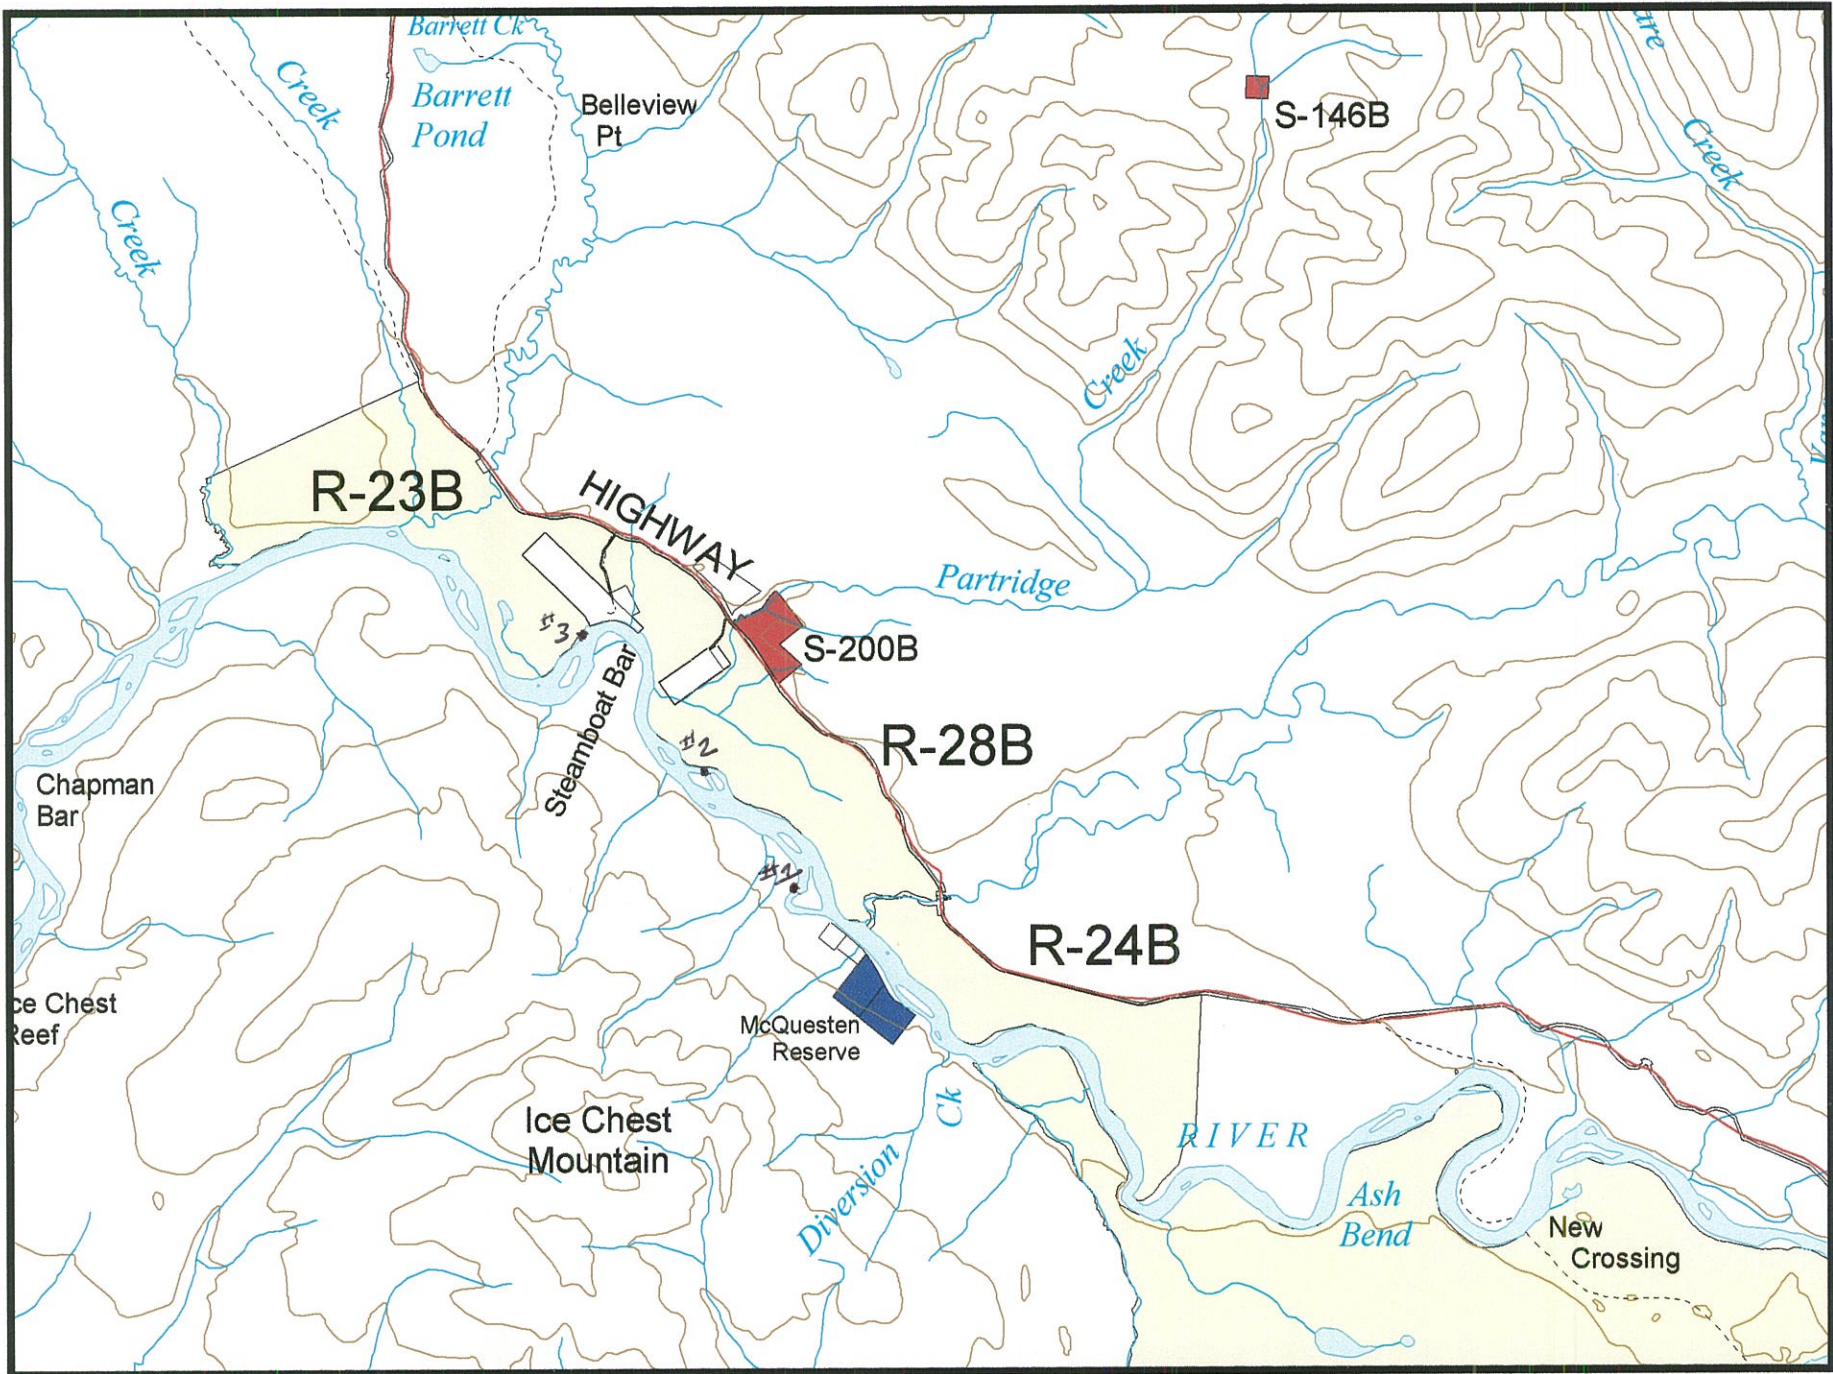 Barrett Ck
Creek
Barrett
Pond
Belleview
Pt
S-146B
Creek
Creek
Creek
R-23B
HIGHWAY
Partridge
S-200B
#3
Steamboat Bar
R-28B
#2
Chapman
Bar
#1
R-24B
ce Chest
Reef
McQuesten
Reserve
Ice Chest
Mountain
Ck
Diversion
RIVER
Ash
Bend
New
Crossing